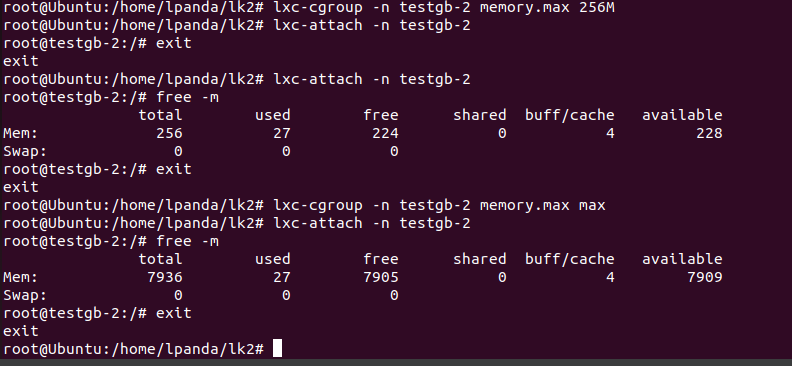 root@Ubuntu:/home/lpanda/lk2# lxc-cgroup -n testgb-2 memory.max 256M
root@Ubuntu:/home/lpanda/lk2# lxc-attach -n testgb-2
root@testgb-2:/# exit
exit
root@Ubuntu:/home/lpanda/lk2# lxc-attach -n testgb-2
root@testgb-2:/# free -m
              total        used        free      shared  buff/cache   available
Mem:            256          27         224           0           4         228
Swap:             0           0           0
root@testgb-2:/# exit
exit
root@Ubuntu:/home/lpanda/lk2# lxc-cgroup -n testgb-2 memory.max max
root@Ubuntu:/home/lpanda/lk2# lxc-attach -n testgb-2
root@testgb-2:/# free -m
              total        used        free      shared  buff/cache   available
Mem:           7936          27        7905           0           4        7909
Swap:             0           0           0
root@testgb-2:/# exit
exit
root@Ubuntu:/home/lpanda/lk2#